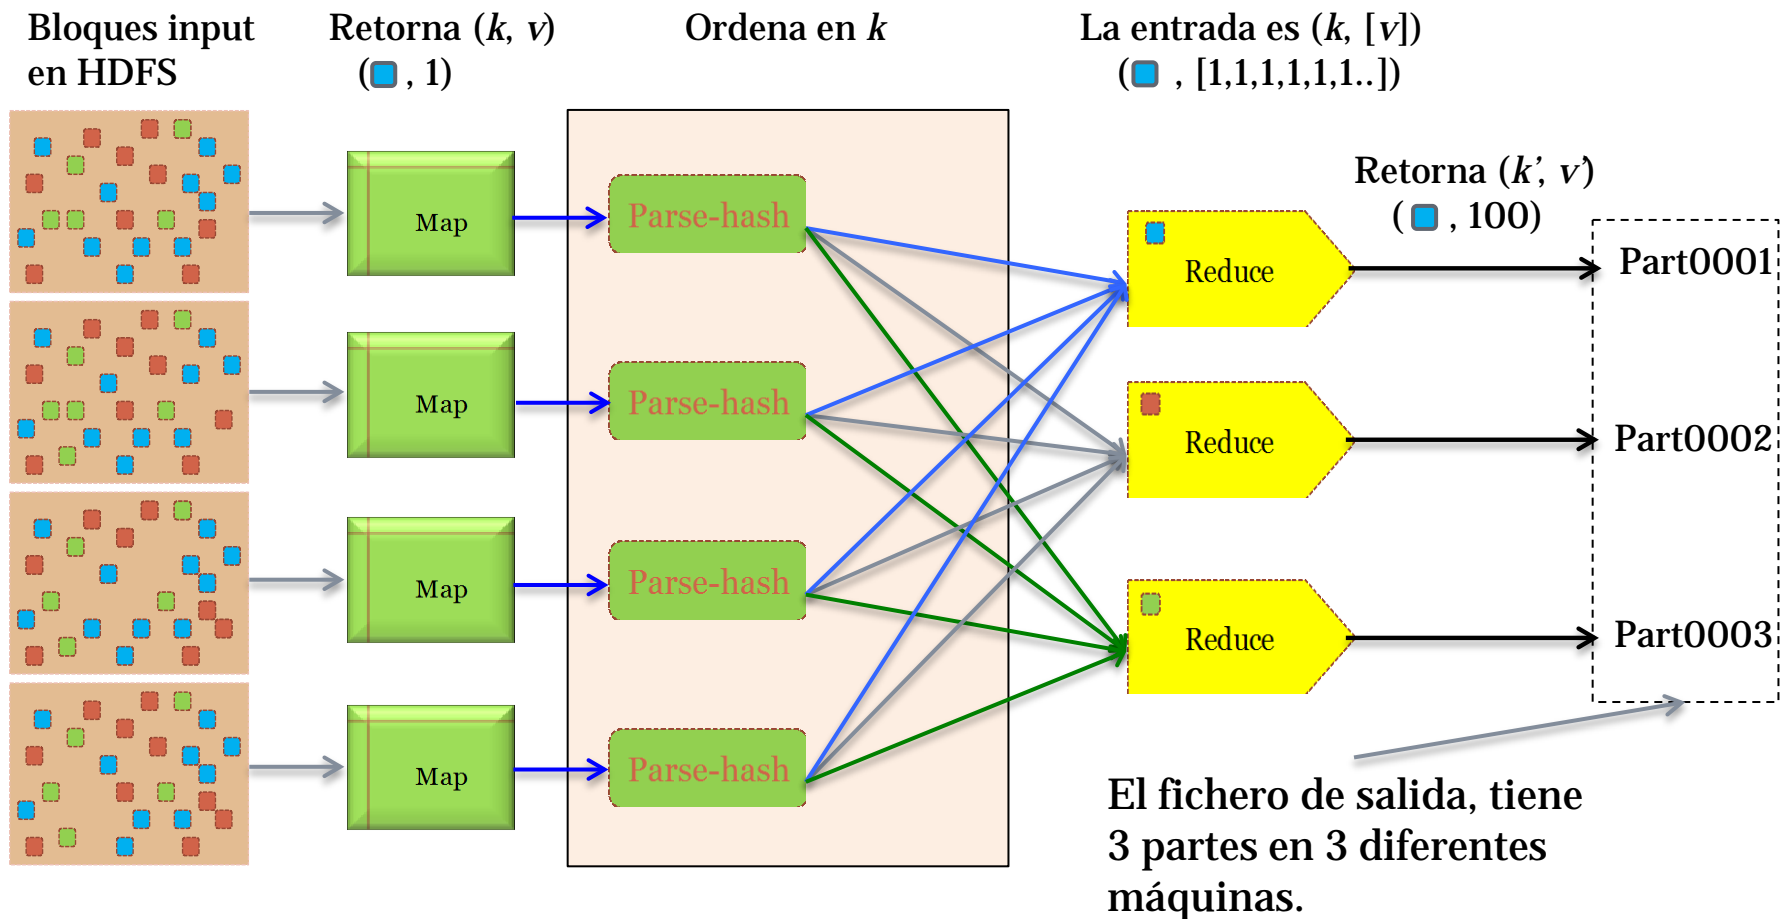 Bloques input
en HDFS
Retorna (k, v)
( , 1)
Ordena en k
La entrada es (k, [v])
( , [1,1,1,1,1,1..])
Map
Parse-hash
Map
Parse-hash
Map
Parse-hash
Map
Parse-hash
Reduce
Reduce
Reduce
Retorna (k’, v’)
( , 100)
Part0001
Part0002
Part0003
El fichero de salida, tiene
3 partes en 3 diferentes
máquinas.